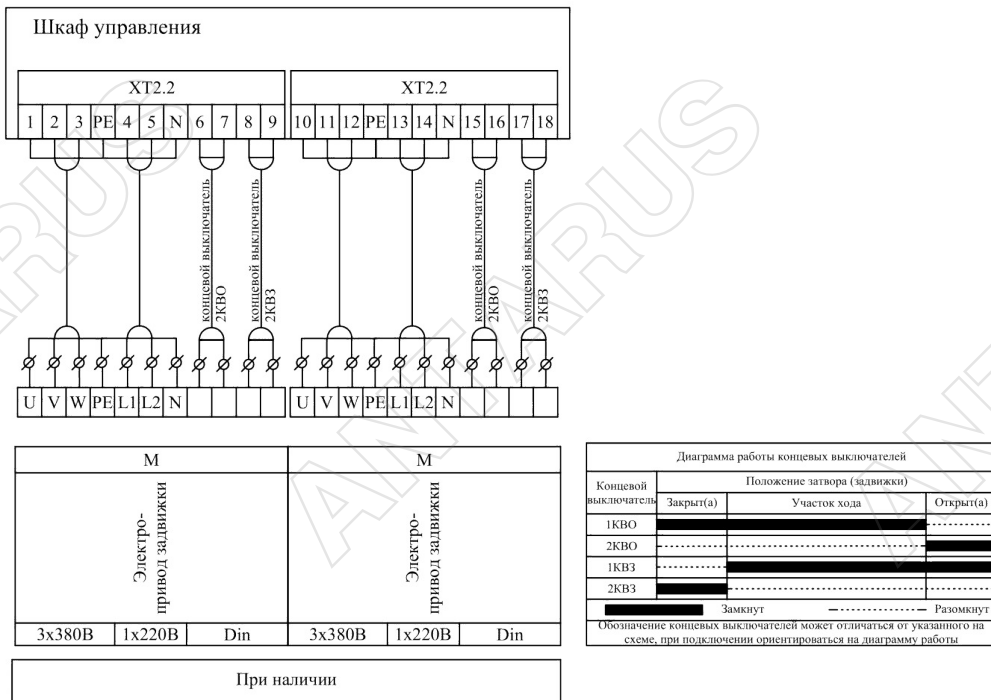 Шкаф управления
XT2.2 XT2.2
1 2 3 PE 4 5 N 6 7 8 9 10 11 12 PE 13 14 N 15 16 17 18
концевой выключатель
2КВО
концевой выключатель
2КВЗ
концевой выключатель
2КВО
концевой выключатель
2КВЗ
U V W PE L1 L2 N U V W PE L1 L2 N
М М
Электро-
привод задвижки
Электро-
привод задвижки
3х380В 1х220В Din 3х380В 1х220В Din
При наличии
Диаграмма работы концевых выключателей
Концевой
выключатель
Положение затвора (задвижки)
Закрыт(а) Участок хода Открыт(а)
1КВО
2КВО
1КВЗ
2КВЗ
Замкнут Разомкнут
Обозначение концевых выключателей может отличаться от указанного на
схеме, при подключении ориентироваться на диаграмму работы
ANTARUS